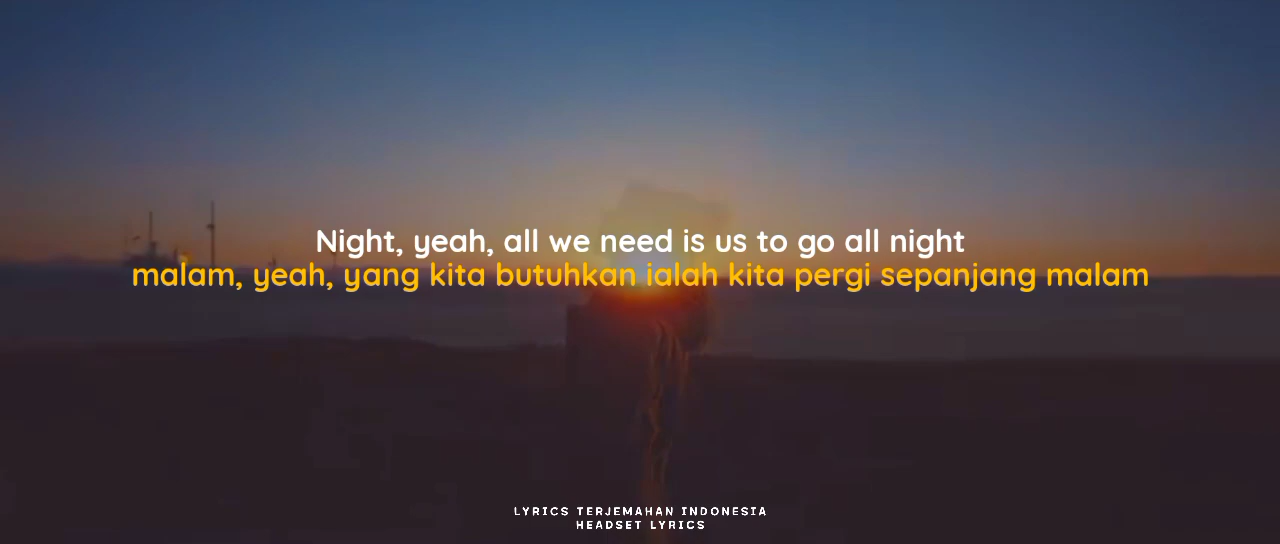 Night, yeah, all we need is us to go all night
malam, yeah, yang kita butuhkan ialah kita pergi sepanjang malam
LYRICS TERJEMAHAN INDONESIA
HEADSET LYRICS